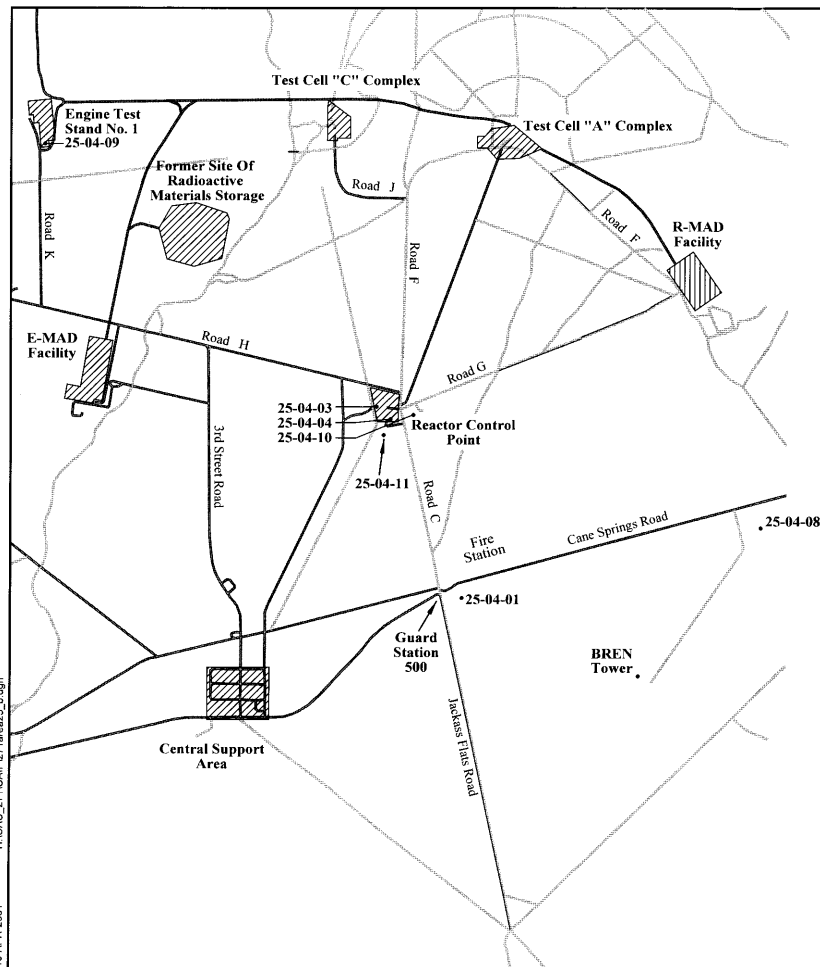 Test Cell "C" Complex
Engine Test
Stand No. 1
25-04-09
Test Cell "A" Complex
Former Site Of
Radioactive
Materials Storage
Road J
Road K
Road F
Road F
R-MAD
Facility
E-MAD
Facility
Road H
Road G
25-04-03
25-04-04
25-04-10
Reactor Control
Point
25-04-11
3rd Street Road
Road C
Fire
Station
Cane Springs Road
25-04-08
25-04-01
Guard
Station
500
BREN
Tower
Jackass Flats Road
Central Support
Area